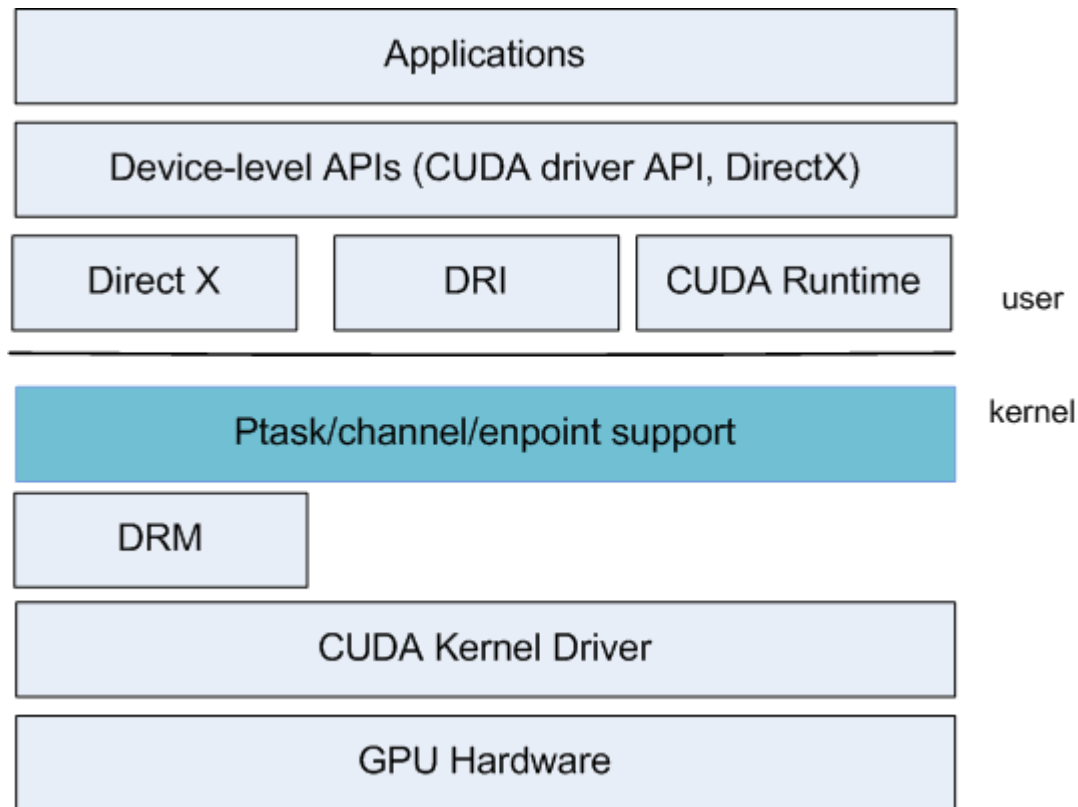 Applications
Device-level APIs (CUDA driver API, DirectX)
Direct X
DRI
CUDA Runtime
user
kernel
Ptask/channel/enpoint support
DRM
CUDA Kernel Driver
GPU Hardware